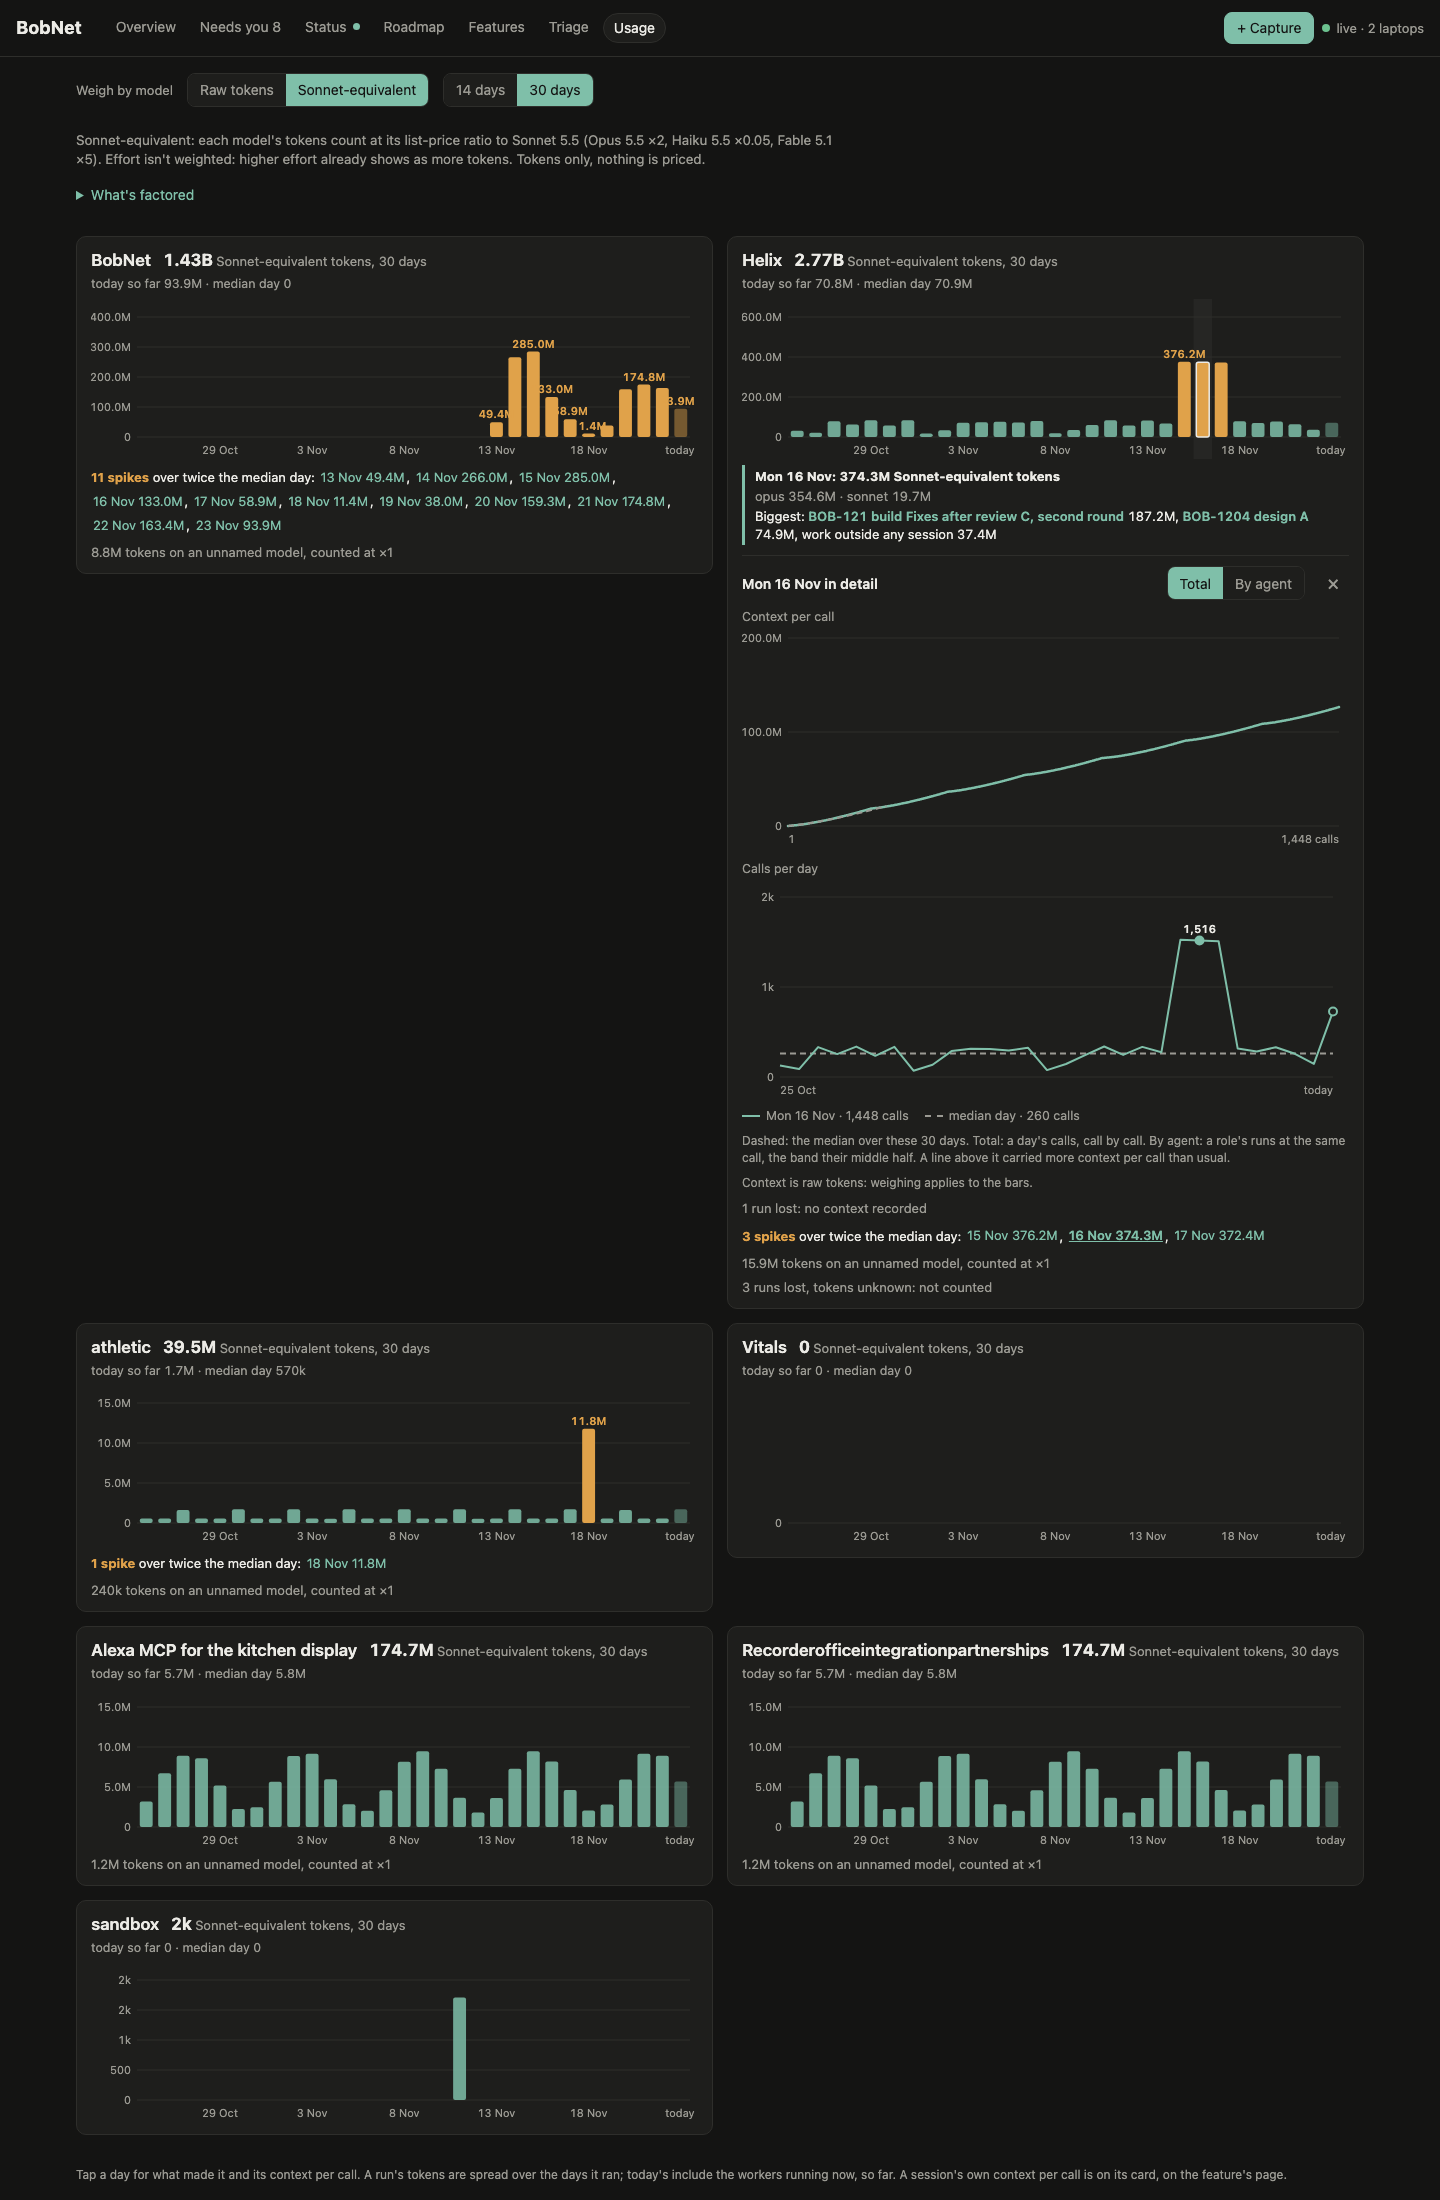 BobNet
Overview
Needs you 8
Status
Roadmap
Features
Triage
Usage
+ Capture
live · 2 laptops
Weigh by model
Raw tokens
Sonnet-equivalent
14 days
30 days
Sonnet-equivalent: each model's tokens count at its list-price ratio to Sonnet 5.5 (Opus 5.5 ×2, Haiku 5.5 ×0.05, Fable 5.1
×5). Effort isn't weighted: higher effort already shows as more tokens. Tokens only, nothing is priced.
What's factored
BobNet 1.43B Sonnet-equivalent tokens, 30 days
today so far 93.9M · median day 0
400.0M
300.0M
200.0M
100.0M
0
49.4M
285.0M
33.0M
8.9M
1.4M
174.8M
3.9M
29 Oct
3 Nov
8 Nov
13 Nov
18 Nov
today
11 spikes over twice the median day: 13 Nov 49.4M, 14 Nov 266.0M, 15 Nov 285.0M,
16 Nov 133.0M, 17 Nov 58.9M, 18 Nov 11.4M, 19 Nov 38.0M, 20 Nov 159.3M, 21 Nov 174.8M,
22 Nov 163.4M, 23 Nov 93.9M
8.8M tokens on an unnamed model, counted at ×1
Helix 2.77B Sonnet-equivalent tokens, 30 days
today so far 70.8M · median day 70.9M
600.0M
400.0M
200.0M
0
376.2M
29 Oct
3 Nov
8 Nov
13 Nov
18 Nov
today
Mon 16 Nov: 374.3M Sonnet-equivalent tokens
opus 354.6M · sonnet 19.7M
Biggest: BOB-121 build Fixes after review C, second round 187.2M, BOB-1204 design A
74.9M, work outside any session 37.4M
Mon 16 Nov in detail
Total
By agent
×
Context per call
200.0M
100.0M
0
1
1,448 calls
Calls per day
2k
1k
0
1,516
25 Oct
today
Mon 16 Nov · 1,448 calls
median day · 260 calls
Dashed: the median over these 30 days. Total: a day's calls, call by call. By agent: a role's runs at the same
call, the band their middle half. A line above it carried more context per call than usual.
Context is raw tokens: weighing applies to the bars.
1 run lost: no context recorded
3 spikes over twice the median day: 15 Nov 376.2M, 16 Nov 374.3M, 17 Nov 372.4M
15.9M tokens on an unnamed model, counted at ×1
3 runs lost, tokens unknown: not counted
athletic 39.5M Sonnet-equivalent tokens, 30 days
today so far 1.7M · median day 570k
15.0M
10.0M
5.0M
0
11.8M
29 Oct
3 Nov
8 Nov
13 Nov
18 Nov
today
1 spike over twice the median day: 18 Nov 11.8M
240k tokens on an unnamed model, counted at ×1
Vitals 0 Sonnet-equivalent tokens, 30 days
today so far 0 · median day 0
0
29 Oct
3 Nov
8 Nov
13 Nov
18 Nov
today
Alexa MCP for the kitchen display 174.7M Sonnet-equivalent tokens, 30 days
today so far 5.7M · median day 5.8M
15.0M
10.0M
5.0M
0
29 Oct
3 Nov
8 Nov
13 Nov
18 Nov
today
1.2M tokens on an unnamed model, counted at ×1
Recorderofficeintegrationpartnerships 174.7M Sonnet-equivalent tokens, 30 days
today so far 5.7M · median day 5.8M
15.0M
10.0M
5.0M
0
29 Oct
3 Nov
8 Nov
13 Nov
18 Nov
today
1.2M tokens on an unnamed model, counted at ×1
sandbox 2k Sonnet-equivalent tokens, 30 days
today so far 0 · median day 0
2k
2k
1k
500
0
29 Oct
3 Nov
8 Nov
13 Nov
18 Nov
today
Tap a day for what made it and its context per call. A run's tokens are spread over the days it ran; today's include the workers running now, so far. A session's own context per call is on its card, on the feature's page.